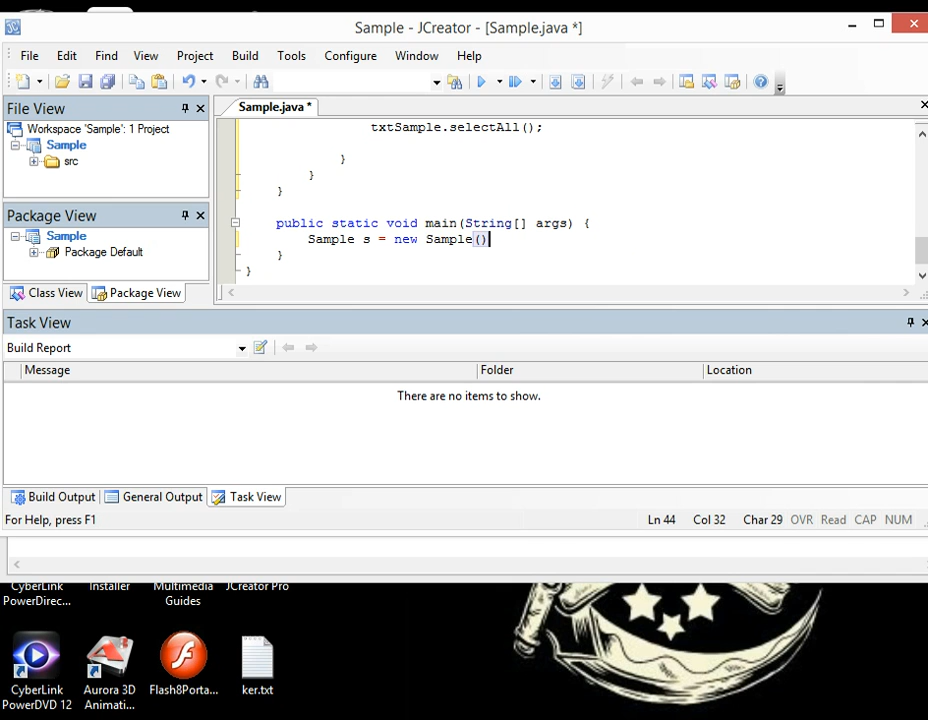 Sample - JCreator - [Sample.java *]
File Edit Find View Project Build Tools Configure Window Help
File View
Workspace 'Sample': 1 Project
Sample
src
Package View
Sample
Package Default
Class View Package View
Sample.java *
txtSample.selectAll();
}
}
}
public static void main(String[] args) {
Sample s = new Sample()
}
}
Task View
Build Report
Message Folder Location
There are no items to show.
Build Output General Output Task View
For Help, press F1
Ln 44 Col 32 Char 29 OVR Read CAP NUM
CyberLink PowerDirec...
Installer
Multimedia Guides
JCreator Pro
CyberLink PowerDVD 12
Aurora 3D Animati...
Flash8Porta...
ker.txt